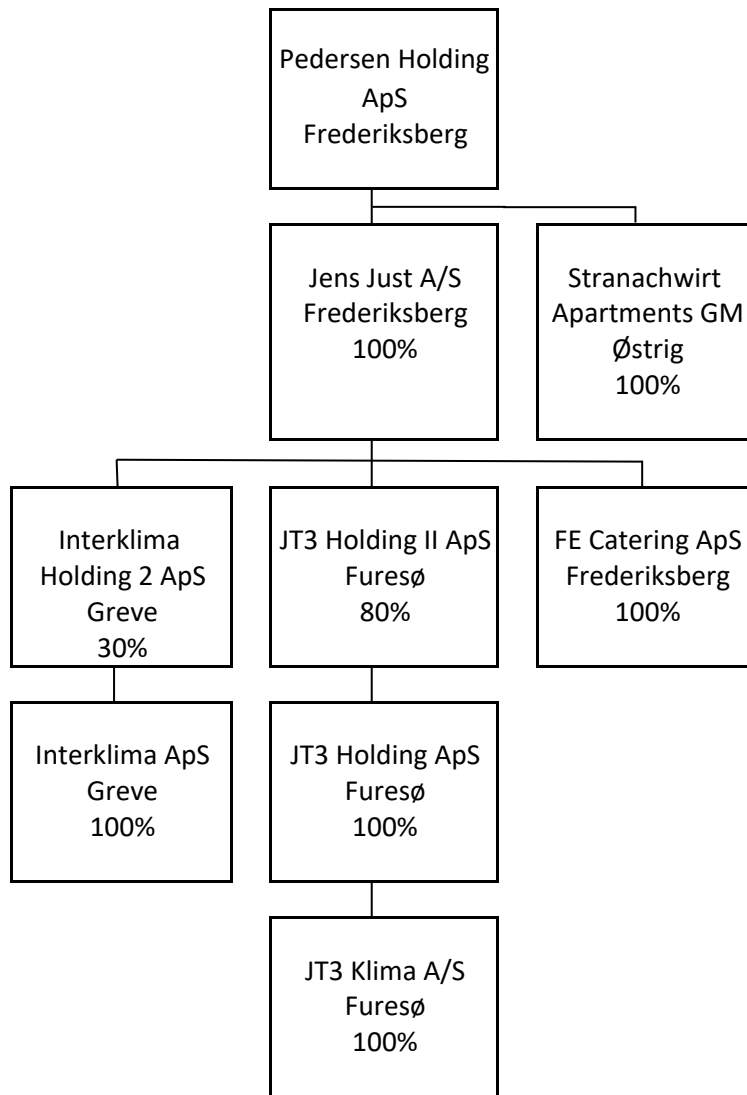 Pedersen Holding
ApS
Frederiksberg
Jens Just A/S
Frederiksberg
100%
Stranachwirt
Apartments GM
Østrig
100%
Interklima
Holding 2 ApS
Greve
30%
JT3 Holding II ApS
Furesø
80%
FE Catering ApS
Frederiksberg
100%
Interklima ApS
Greve
100%
JT3 Holding ApS
Furesø
100%
JT3 Klima A/S
Furesø
100%